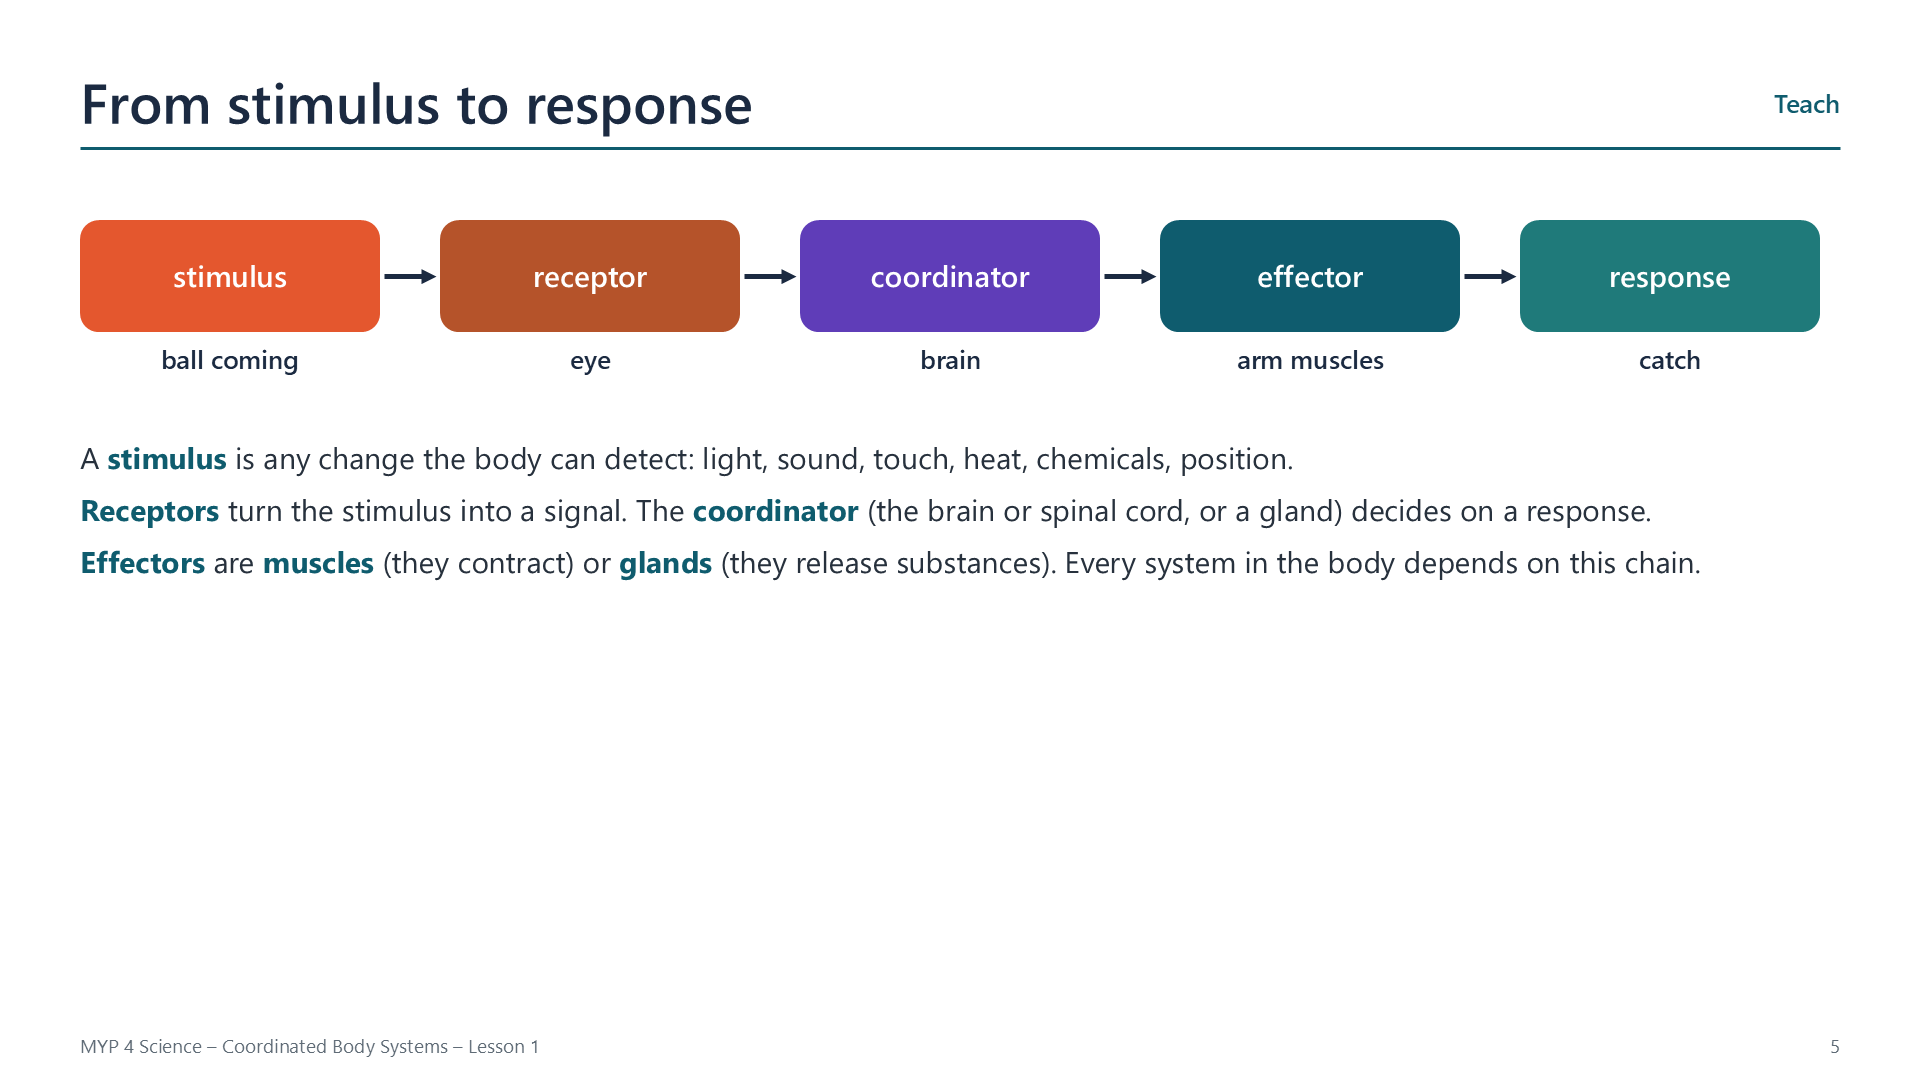 From stimulus to response
Teach
stimulus
receptor
coordinator
effector
response
ball coming
eye
brain
arm muscles
catch
A stimulus is any change the body can detect: light, sound, touch, heat, chemicals, position.
Receptors turn the stimulus into a signal. The coordinator (the brain or spinal cord, or a gland) decides on a response.
Effectors are muscles (they contract) or glands (they release substances). Every system in the body depends on this chain.
MYP 4 Science – Coordinated Body Systems – Lesson 1
5